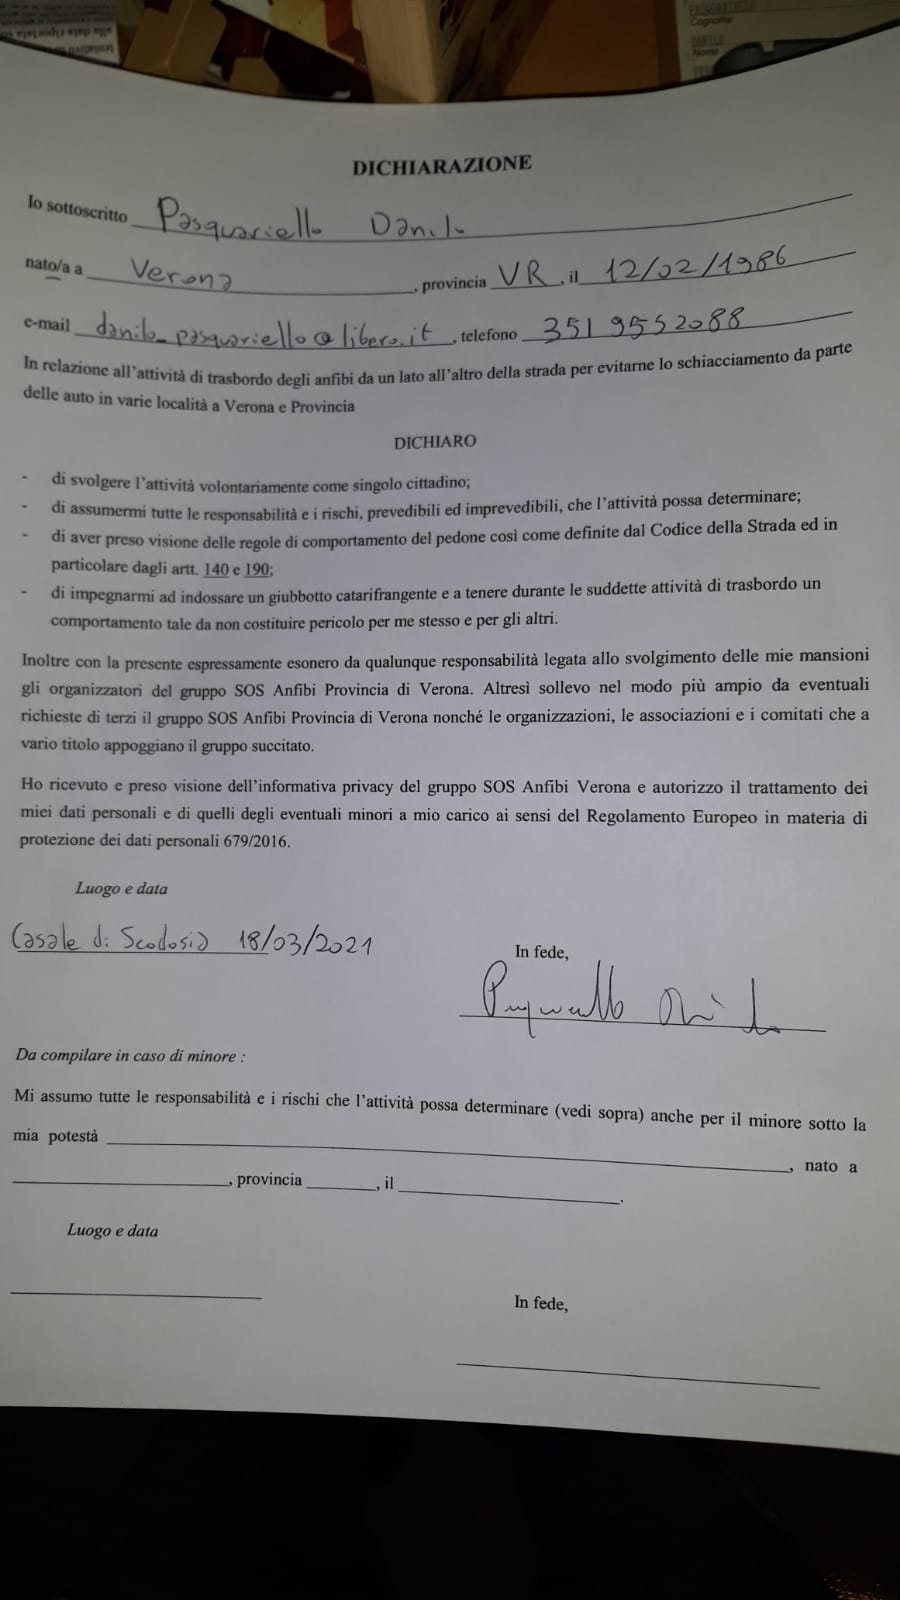 Cognome
Nome
DICHIARAZIONE
Io sottoscritto Pasquariello Danilo
nato/a a Verona, provincia VR, il 12/02/1986
e-mail danilo_pasquariello@libero.it, telefono 351 9552088
In relazione all'attività di trasbordo degli anfibi da un lato all'altro della strada per evitarne lo schiacciamento da parte
delle auto in varie località a Verona e Provincia
DICHIARO
- di svolgere l'attività volontariamente come singolo cittadino;
- di assumermi tutte le responsabilità e i rischi, prevedibili ed imprevedibili, che l'attività possa determinare;
- di aver preso visione delle regole di comportamento del pedone così come definite dal Codice della Strada ed in
particolare dagli artt. 140 e 190;
- di impegnarmi ad indossare un giubbotto catarifrangente e a tenere durante le suddette attività di trasbordo un
comportamento tale da non costituire pericolo per me stesso e per gli altri.
Inoltre con la presente espressamente esonero da qualunque responsabilità legata allo svolgimento delle mie mansioni
gli organizzatori del gruppo SOS Anfibi Provincia di Verona. Altresì sollevo nel modo più ampio da eventuali
richieste di terzi il gruppo SOS Anfibi Provincia di Verona nonché le organizzazioni, le associazioni e i comitati che a
vario titolo appoggiano il gruppo succitato.
Ho ricevuto e preso visione dell'informativa privacy del gruppo SOS Anfibi Verona e autorizzo il trattamento dei
miei dati personali e di quelli degli eventuali minori a mio carico ai sensi del Regolamento Europeo in materia di
protezione dei dati personali 679/2016.
Luogo e data
Casale di Scodosia 18/03/2021
In fede,
Da compilare in caso di minore :
Mi assumo tutte le responsabilità e i rischi che l'attività possa determinare (vedi sopra) anche per il minore sotto la
mia potestà , nato a
, provincia , il .
Luogo e data
In fede,